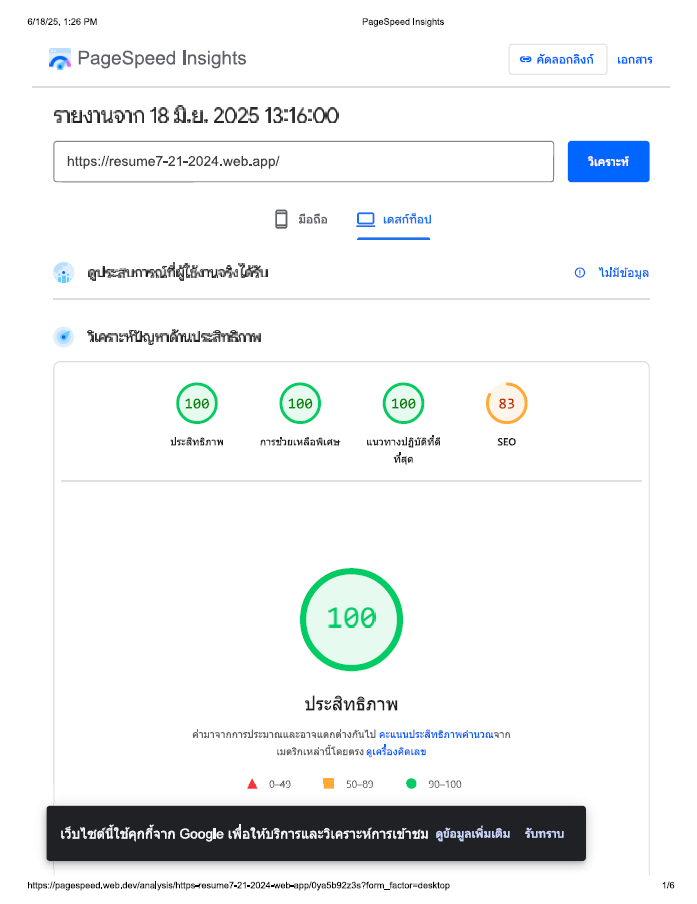 6/18/25, 1:26 PM
PageSpeed Insights
PageSpeed Insights
คัดลอกลิงก์
เอกสาร
รายงานจาก 18 มิ.ย. 2025 13:16:00
https://resume7-21-2024.web.app/
วิเคราะห์
มือถือ
เดสก์ท็อป
ดูประสบการณ์ที่ผู้ใช้งานจริงได้รับ
ไม่มีข้อมูล
วิเคราะห์ปัญหาด้านประสิทธิภาพ
100
100
100
83
ประสิทธิภาพ
การช่วยเหลือพิเศษ
แนวทางปฏิบัติที่ดี
ที่สุด
SEO
100
ประสิทธิภาพ
ค่ามาจากการประมาณและอาจแตกต่างกันไป คะแนนประสิทธิภาพคำนวณจาก
เมตริกเหล่านี้โดยตรง ดูเครื่องคิดเลข
0–49
50–89
90–100
เว็บไซต์นี้ใช้คุกกี้จาก Google เพื่อให้บริการและวิเคราะห์การเข้าชม ดูข้อมูลเพิ่มเติม รับทราบ
https://pagespeed.web.dev/analysis/https-resume7-21-2024-web-app/0ya5b92z3s?form_factor=desktop
1/6